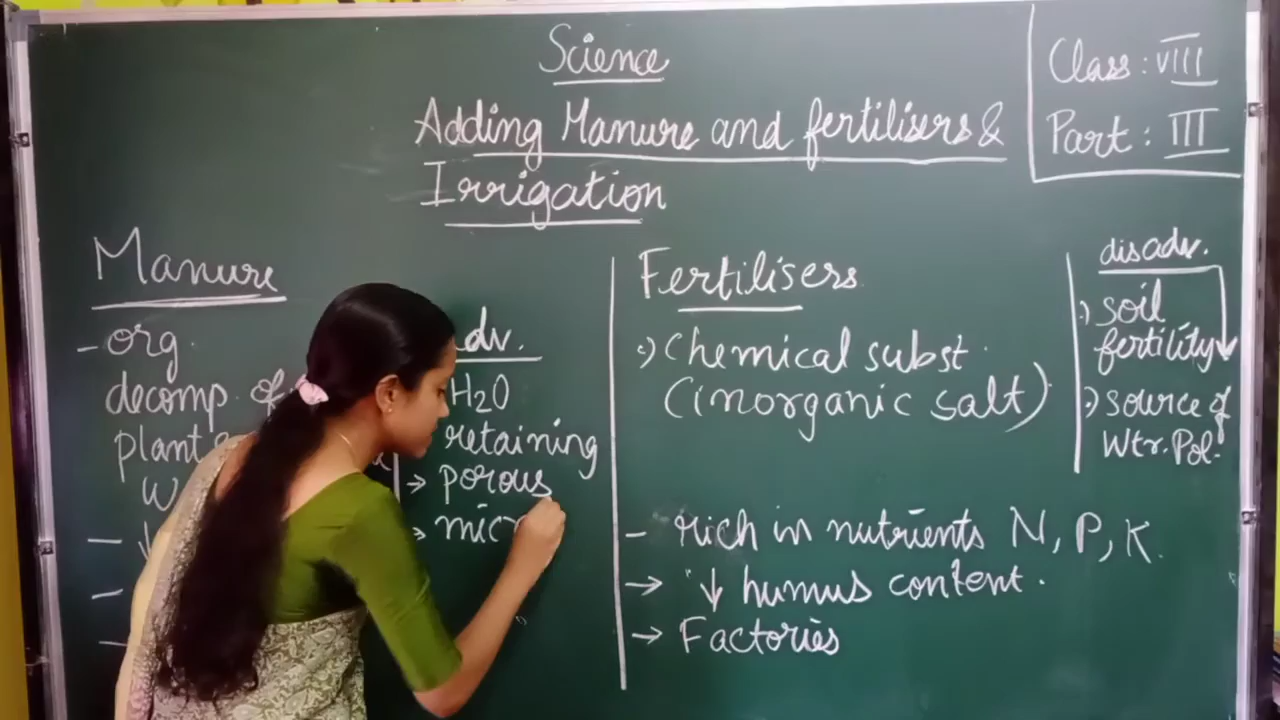 Science
Adding Manure and fertilisers &
Irrigation
Class : VIII
Part : III
Manure
- org.
decomp. of
plant
-
-
-
adv.
H2O
retaining
→ porous
→ micr
Fertilisers
•) Chemical subst.
(inorganic salt)
- rich in nutrients N, P, K.
→ ↓ humus content.
→ Factories
disadv.
•) soil
fertility
•) source of
Wtr. Pol.